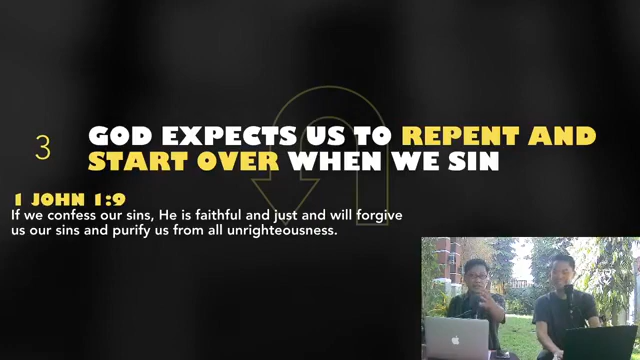 3
GOD EXPECTS US TO REPENT AND
START OVER WHEN WE SIN
1 JOHN 1:9
If we confess our sins, He is faithful and just and will forgive
us our sins and purify us from all unrighteousness.